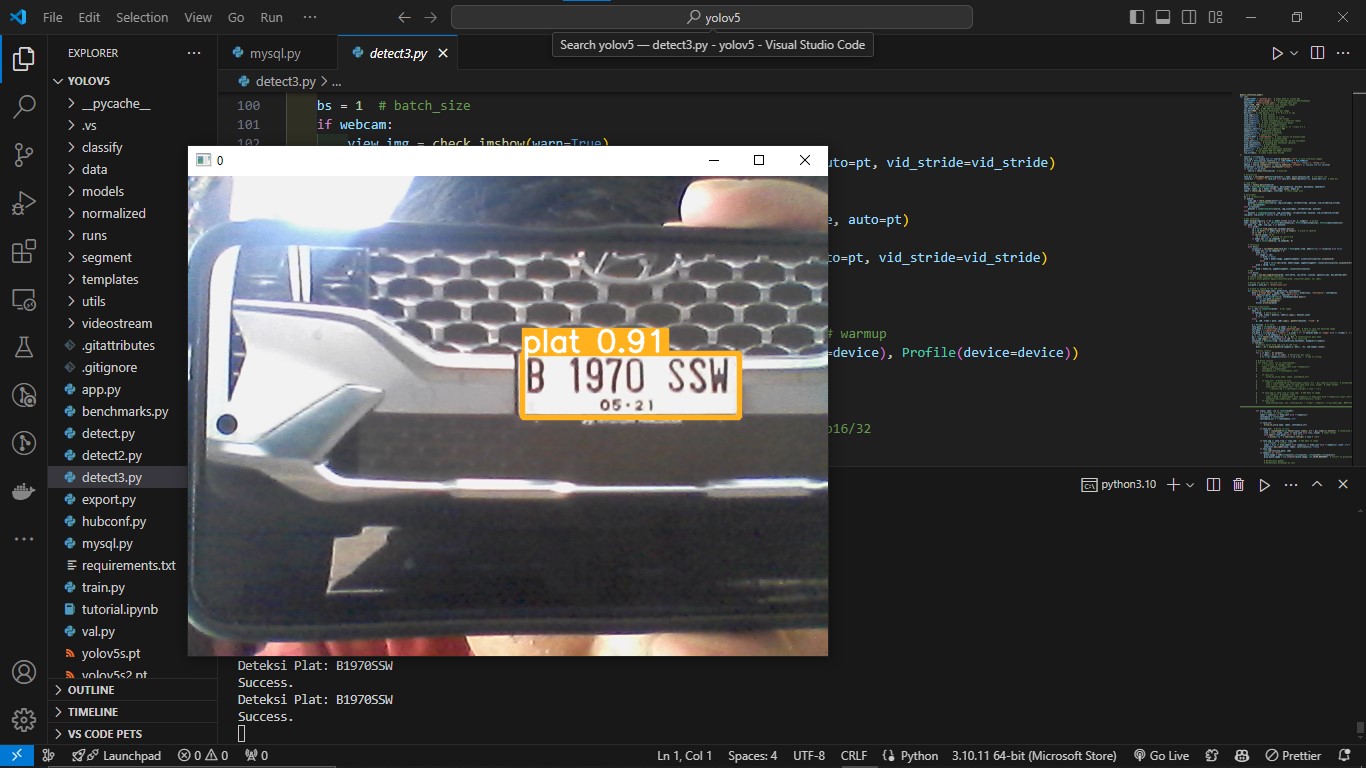 File Edit Selection View Go Run ···
yolov5
Search yolov5 — detect3.py - yolov5 - Visual Studio Code
EXPLORER ···
YOLOV5
__pycache__
.vs
classify
data
models
normalized
runs
segment
templates
utils
videostream
.gitattributes
.gitignore
app.py
benchmarks.py
detect.py
detect2.py
detect3.py
export.py
hubconf.py
mysql.py
requirements.txt
train.py
tutorial.ipynb
val.py
yolov5s.pt
yolov5s2.pt
OUTLINE
TIMELINE
VS CODE PETS
mysql.py
detect3.py
detect3.py > ...
100 bs = 1 # batch_size
101 if webcam:
102 view_img = check_imshow(warn=True)
auto=pt, vid_stride=vid_stride)
, auto=pt)
=pt, vid_stride=vid_stride)
# warmup
=device), Profile(device=device))
16/32
0
plat 0.91
B 1970 SSW
05·21
python3.10
Deteksi Plat: B1970SSW
Success.
Deteksi Plat: B1970SSW
Success.
Launchpad
0 0
0
Ln 1, Col 1
Spaces: 4
UTF-8
CRLF
Python
3.10.11 64-bit (Microsoft Store)
Go Live
Prettier